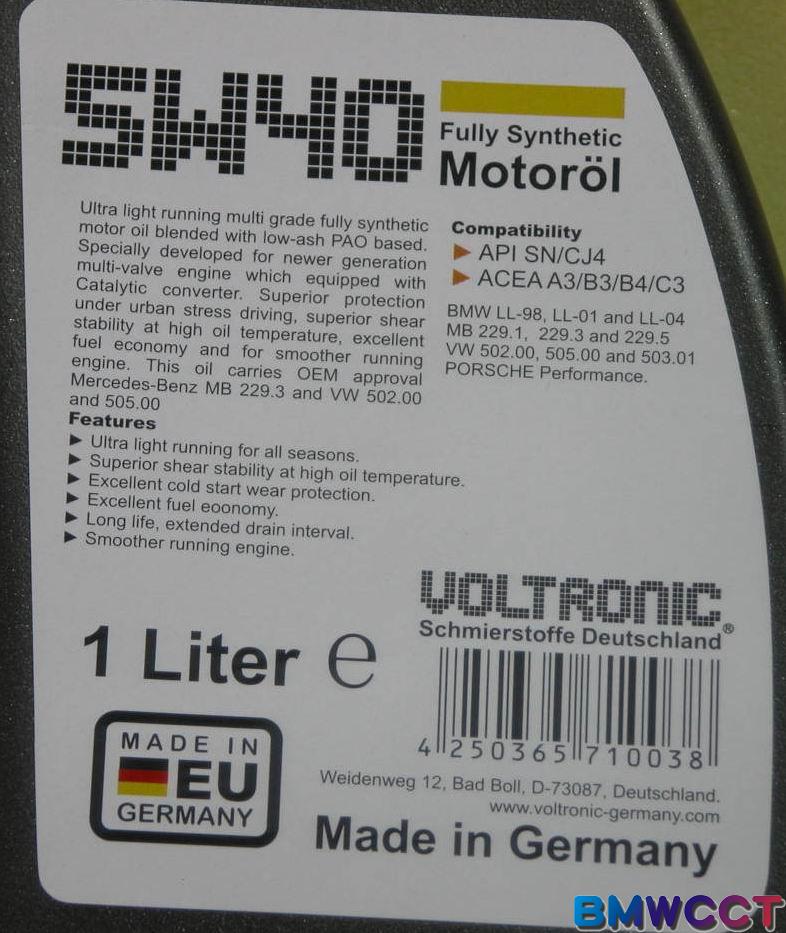 5W40
Fully Synthetic
Motoröl
Ultra light running multi grade fully synthetic
motor oil blended with low-ash PAO based.
Specially developed for newer generation
multi-valve engine which equipped with
Catalytic converter. Superior protection
under urban stress driving, superior shear
stability at high oil temperature, excellent
fuel economy and for smoother running
engine. This oil carries OEM approval
Mercedes-Benz MB 229.3 and VW 502.00
and 505.00
Compatibility
► API SN/CJ4
► ACEA A3/B3/B4/C3
BMW LL-98, LL-01 and LL-04
MB 229.1, 229.3 and 229.5
VW 502.00, 505.00 and 503.01
PORSCHE Performance.
Features
► Ultra light running for all seasons.
► Superior shear stability at high oil temperature.
► Excellent cold start wear protection.
► Excellent fuel eoonomy.
► Long life, extended drain interval.
► Smoother running engine.
1 Liter ℮
VOLTRONIC®
Schmierstoffe Deutschland
4 250365 710038
MADE IN
EU
GERMANY
Weidenweg 12, Bad Boll, D-73087, Deutschland.
www.voltronic-germany.com
Made in Germany
BMWCCT